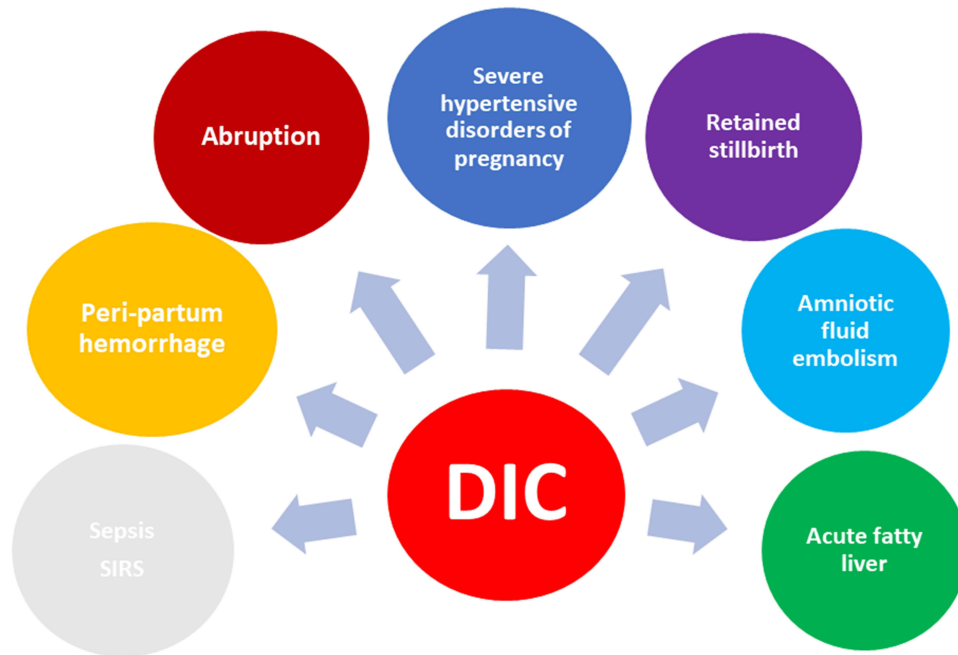 Severe
hypertensive
disorders of
pregnancy
Abruption
Retained
stillbirth
Peri-partum
hemorrhage
Amniotic
fluid
embolism
DIC
Sepsis
SIRS
Acute fatty
liver